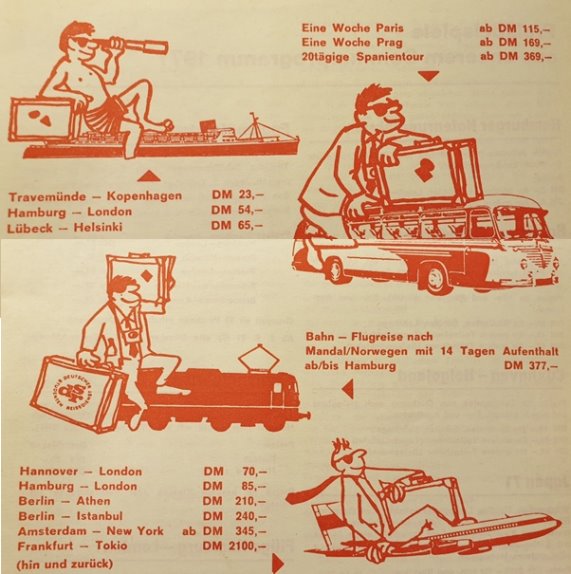 Eine Woche Paris ab DM 115,–
Eine Woche Prag ab DM 169,–
20tägige Spanientour ab DM 369,–
Travemünde – Kopenhagen DM 23,–
Hamburg – London DM 54,–
Lübeck – Helsinki DM 65,–
Bahn – Flugreise nach
Mandal/Norwegen mit 14 Tagen Aufenthalt
ab/bis Hamburg DM 377,–
Hannover – London DM 70,–
Hamburg – London DM 85,–
Berlin – Athen DM 210,–
Berlin – Istanbul DM 240,–
Amsterdam – New York ab DM 345,–
Frankfurt – Tokio DM 2100,–
(hin und zurück)